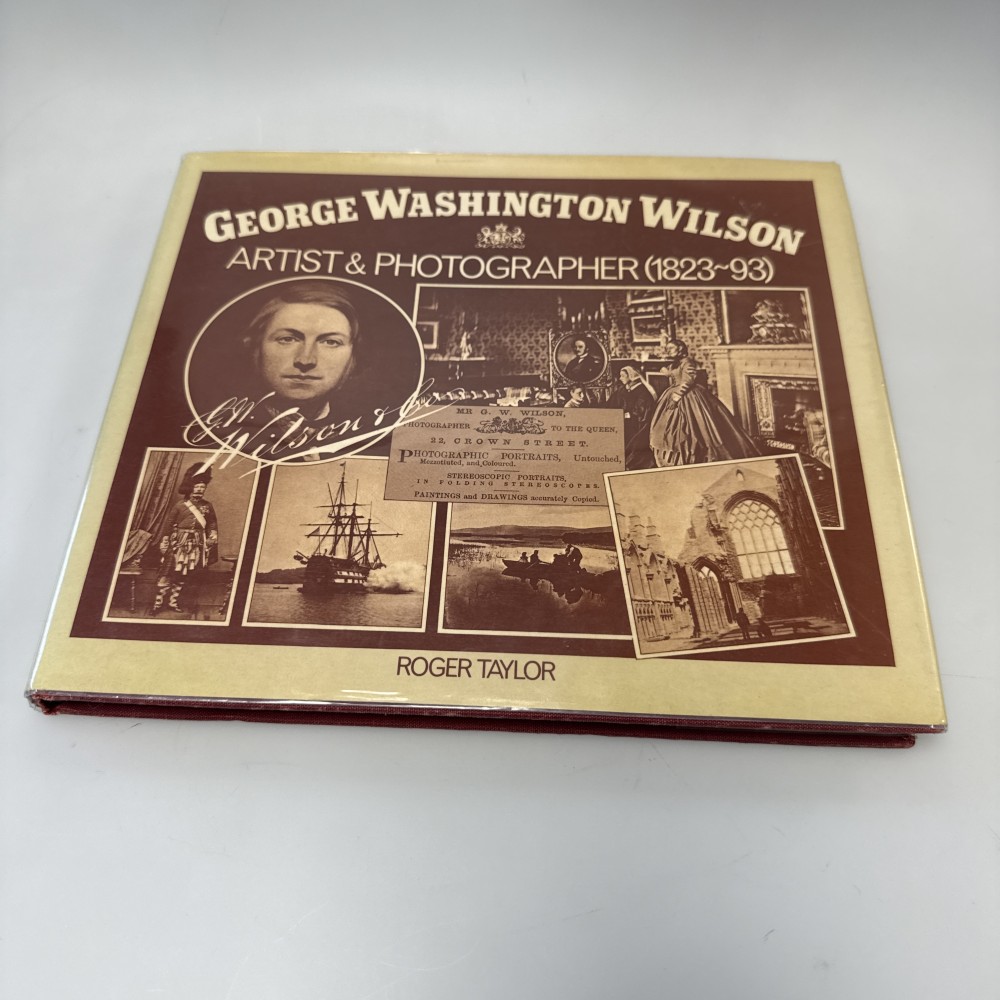 GEORGE WASHINGTON WILSON
ARTIST & PHOTOGRAPHER (1823~93)
G.W. Wilson & Co
MR G. W. WILSON,
PHOTOGRAPHER TO THE QUEEN,
22, CROWN STREET.
PHOTOGRAPHIC PORTRAITS, Untouched,
Mezzotinted, and Coloured.
STEREOSCOPIC PORTRAITS,
IN FOLDING STEREOSCOPES.
PAINTINGS and DRAWINGS accurately Copied.
ROGER TAYLOR